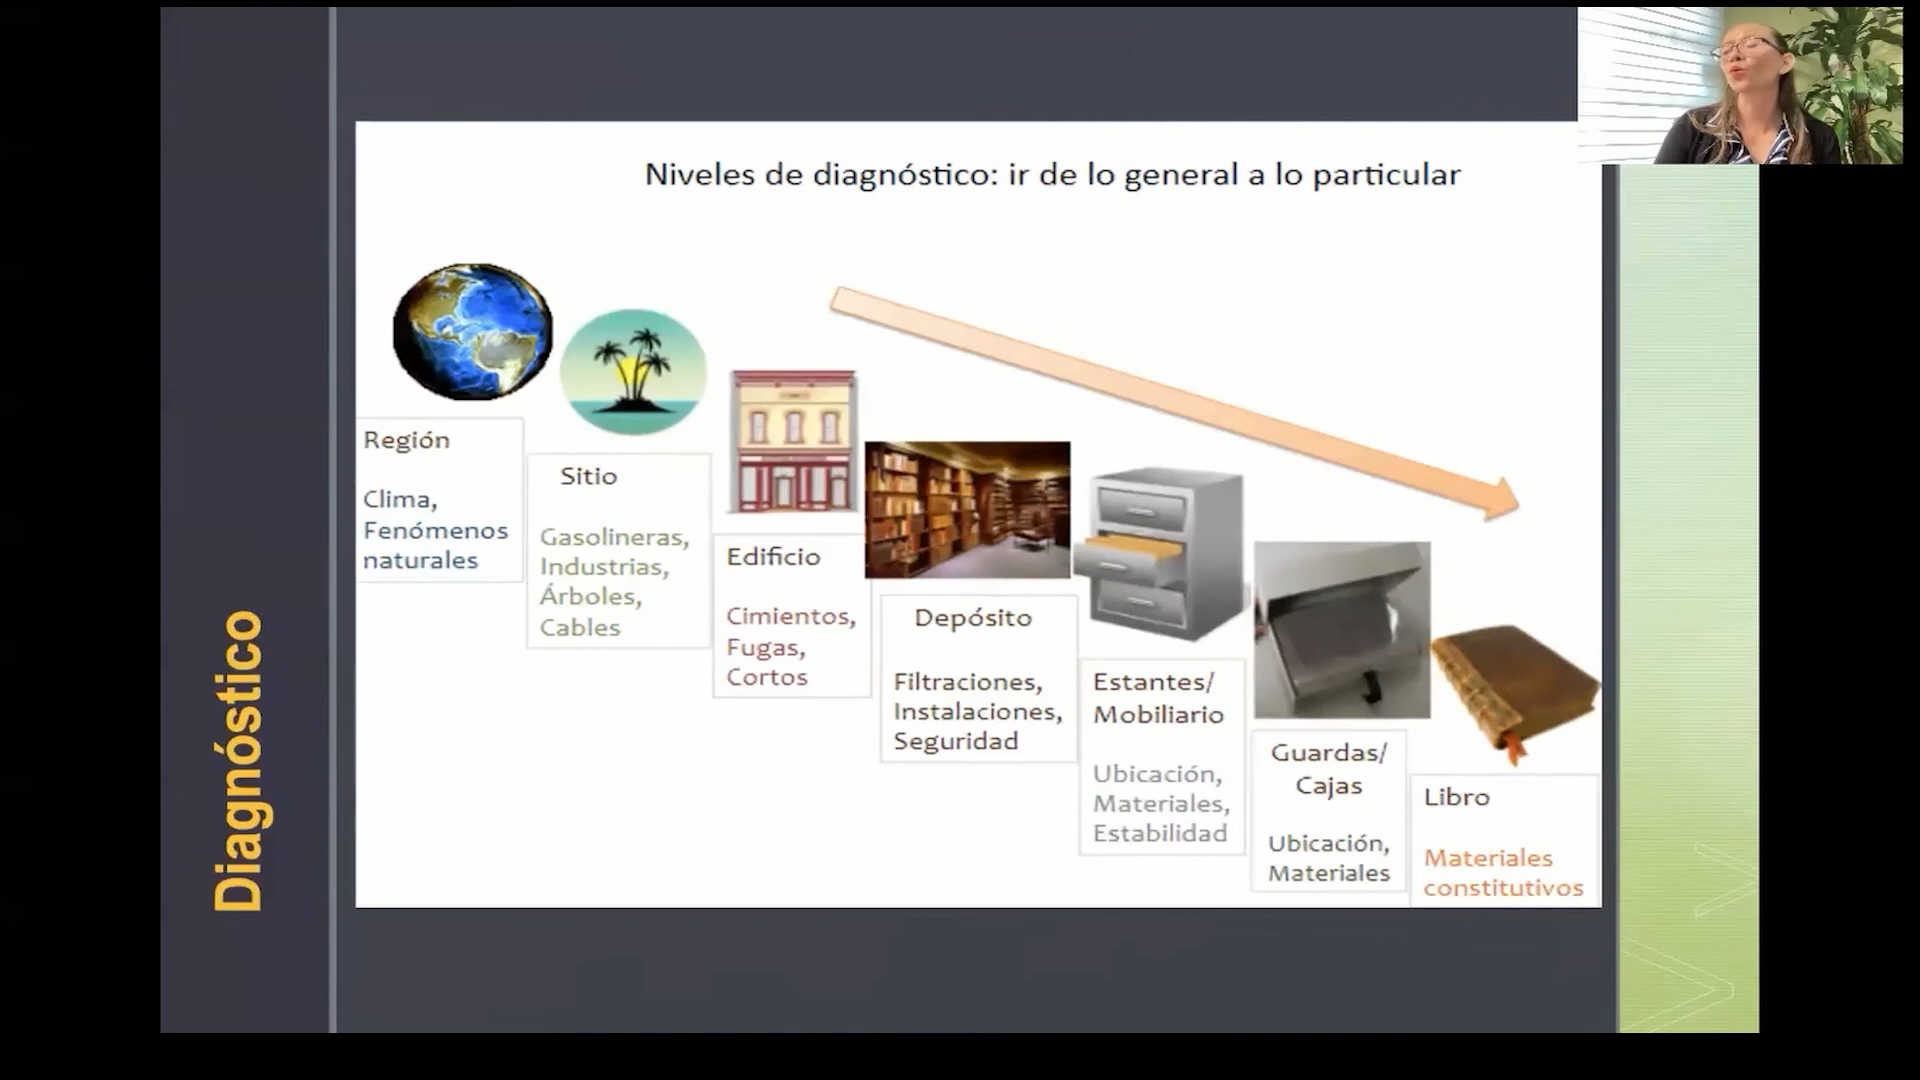 Diagnóstico
Niveles de diagnóstico: ir de lo general a lo particular
Región
Clima,
Fenómenos
naturales
Sitio
Gasolineras,
Industrias,
Árboles,
Cables
Edificio
Cimientos,
Fugas,
Cortos
Depósito
Filtraciones,
Instalaciones,
Seguridad
Estantes/
Mobiliario
Ubicación,
Materiales,
Estabilidad
Guardas/
Cajas
Ubicación,
Materiales
Libro
Materiales
constitutivos